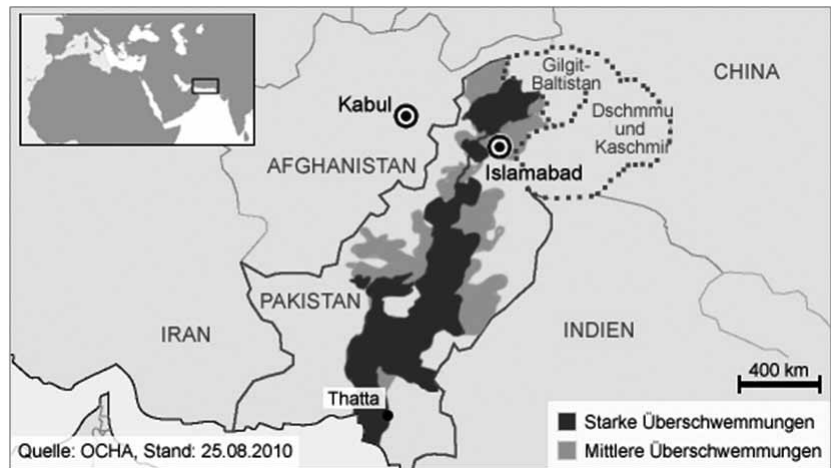 Gilgit-
Baltistan
CHINA
Kabul
Dschmmu
und
Kaschmir
AFGHANISTAN
Islamabad
PAKISTAN
IRAN
INDIEN
400 km
Thatta
Starke Überschwemmungen
Mittlere Überschwemmungen
Quelle: OCHA, Stand: 25.08.2010